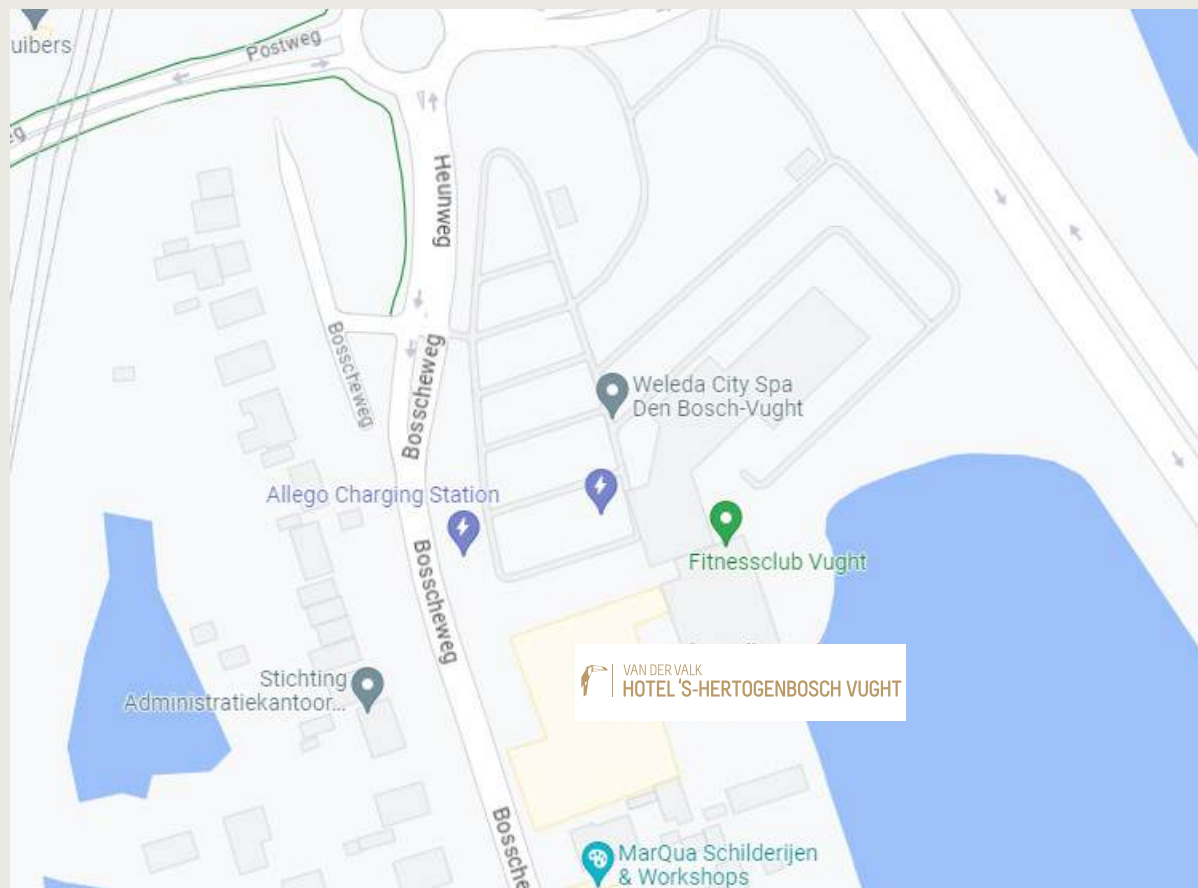 uibers
Postweg
eg
Heunweg
Bosscheweg
Bosscheweg
Weleda City Spa
Den Bosch-Vught
Allego Charging Station
Fitnessclub Vught
Bosscheweg
VAN DER VALK
HOTEL 'S-HERTOGENBOSCH VUGHT
Stichting
Administratiekantoor...
Bossche
MarQua Schilderijen
& Workshops